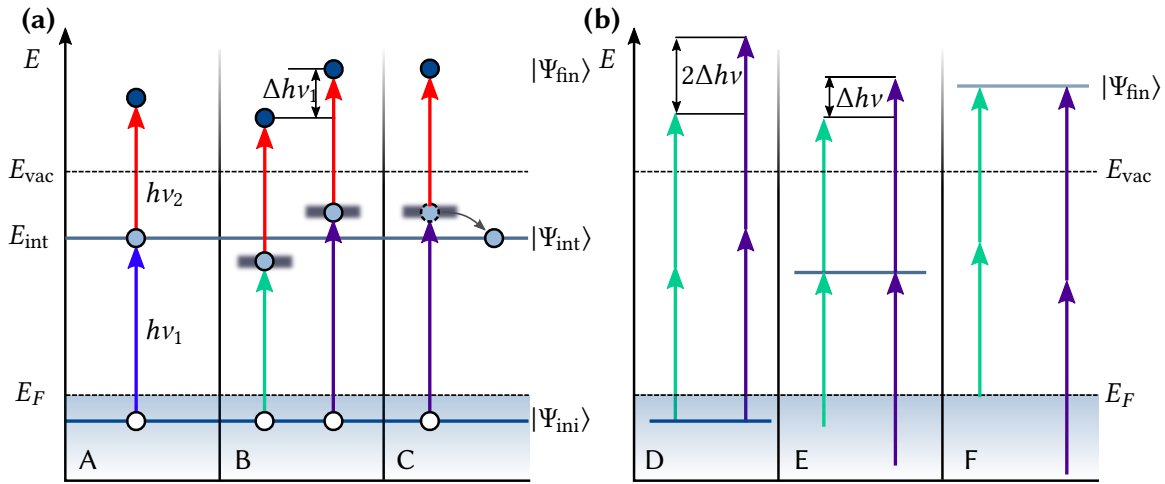 (a)
E
|Ψfin⟩
Δhν1
Evac
hν2
Eint
|Ψint⟩
hν1
EF
|Ψini⟩
A
B
C
(b)
E
2Δhν
Δhν
|Ψfin⟩
Evac
EF
D
E
F